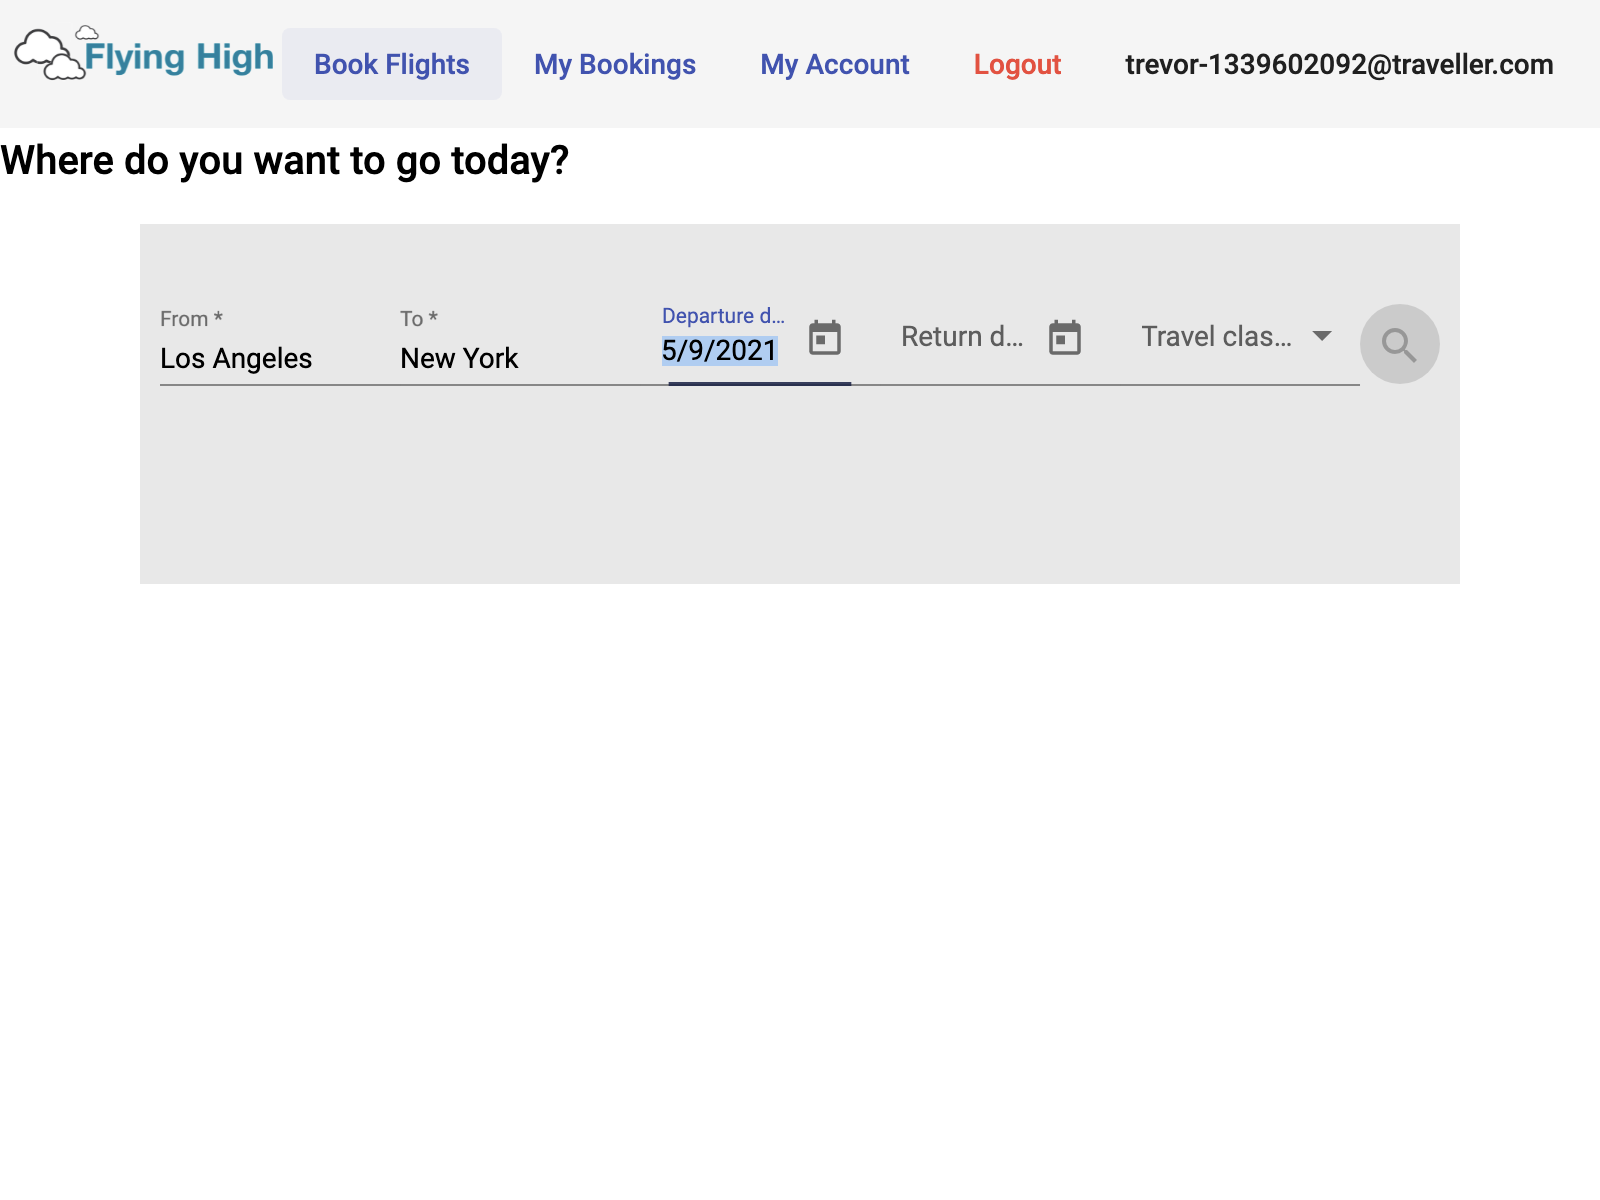 Flying High
Book Flights
My Bookings
My Account
Logout
trevor-1339602092@traveller.com
Where do you want to go today?
From *
Los Angeles
To *
New York
Departure d...
5/9/2021
Return d...
Travel clas...